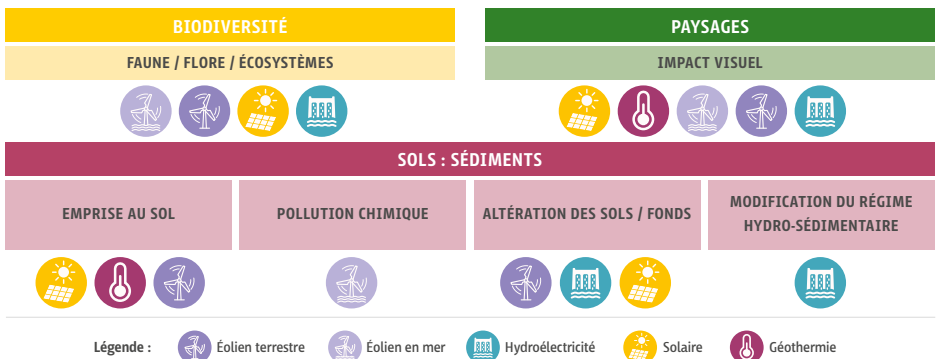 BIODIVERSITÉ
FAUNE / FLORE / ÉCOSYSTÈMES
PAYSAGES
IMPACT VISUEL
SOLS : SÉDIMENTS
EMPRISE AU SOL
POLLUTION CHIMIQUE
ALTÉRATION DES SOLS / FONDS
MODIFICATION DU RÉGIME
HYDRO-SÉDIMENTAIRE
Légende : Éolien terrestre Éolien en mer Hydroélectricité Solaire Géothermie